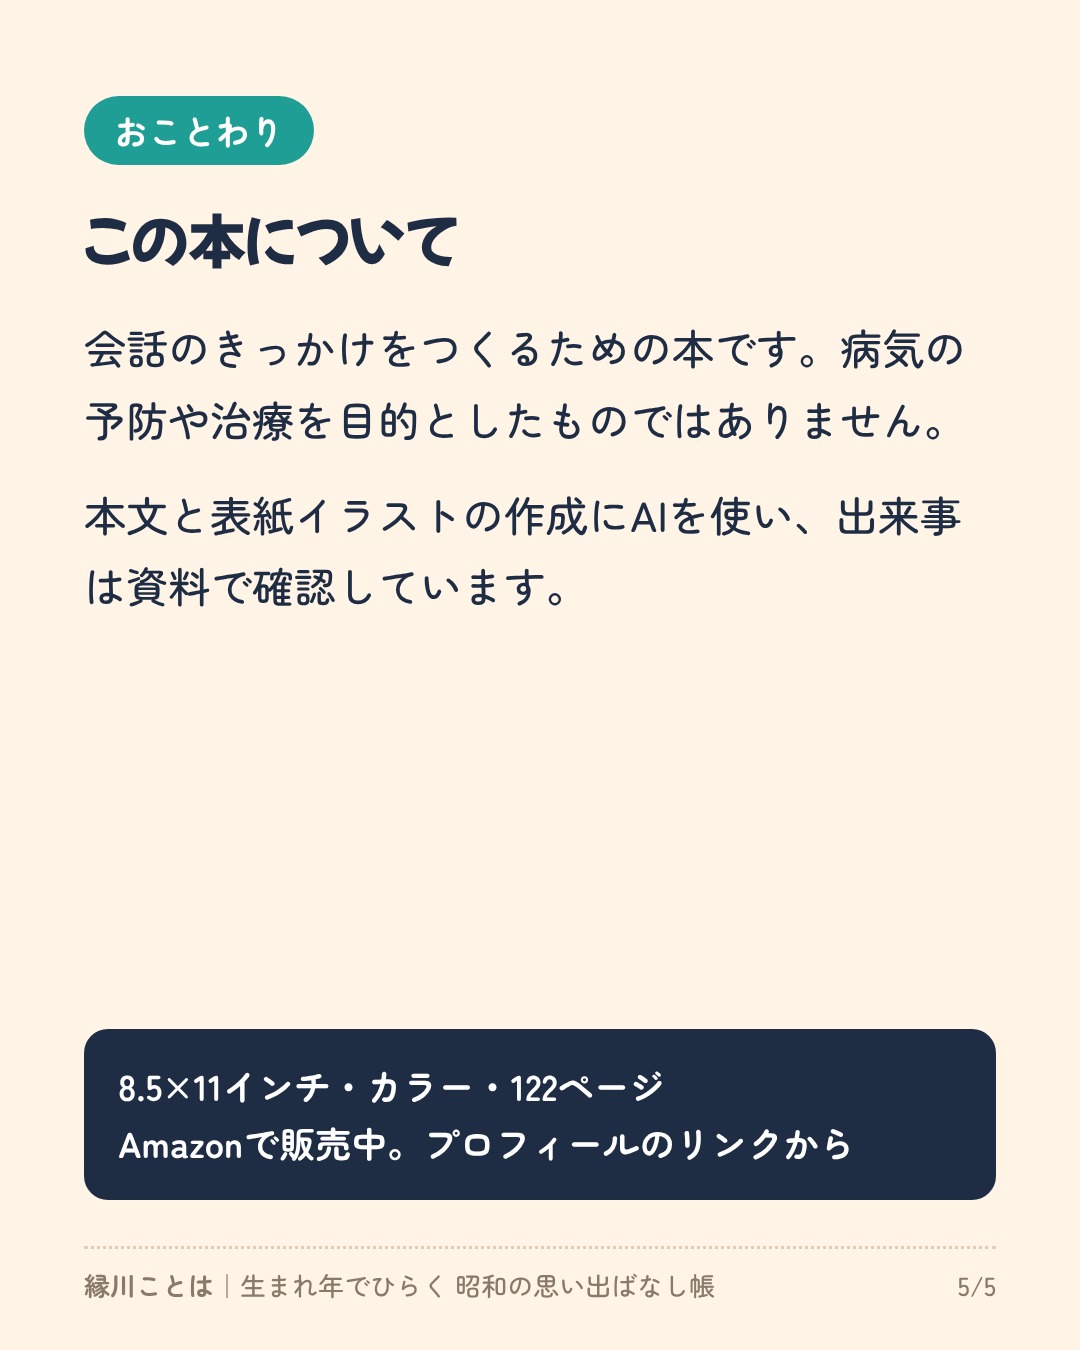 おことわり
この本について
会話のきっかけをつくるための本です。病気の
予防や治療を目的としたものではありません。
本文と表紙イラストの作成にAIを使い、出来事
は資料で確認しています。
8.5×11インチ・カラー・122ページ
Amazonで販売中。プロフィールのリンクから
縁川ことは｜生まれ年でひらく 昭和の思い出ばなし帳
5/5